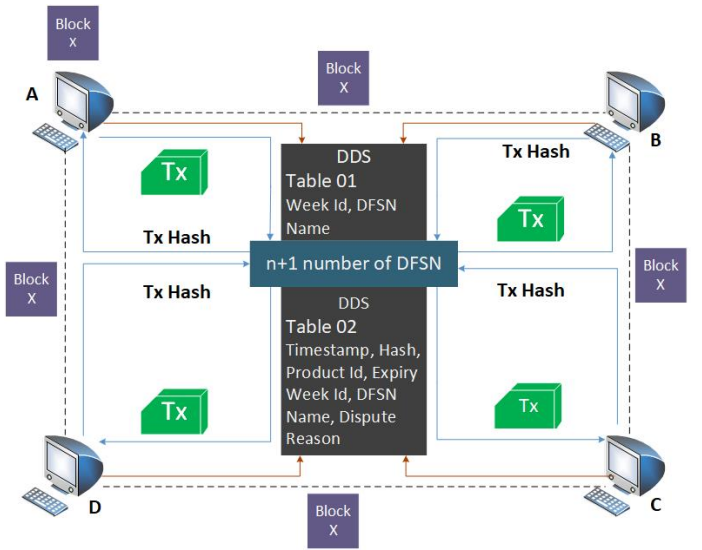 Block
X
A
Block
X
B
DDS
Table 01
Week Id, DFSN
Name
Tx
Tx Hash
Tx Hash
Tx
n+1 number of DFSN
Block
X
Block
X
Tx Hash
Tx Hash
DDS
Table 02
Timestamp, Hash,
Product Id, Expiry
Week Id, DFSN
Name, Dispute
Reason
Tx
Tx
D
C
Block
X